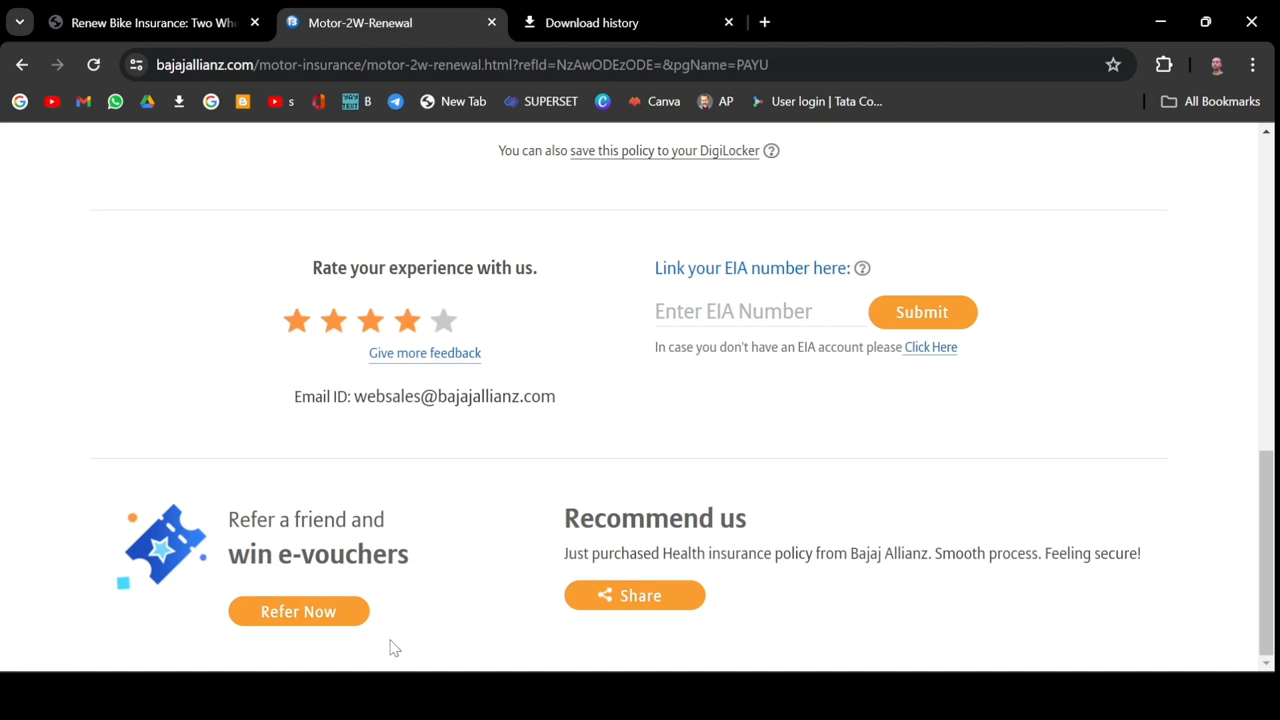 Renew Bike Insurance: Two Whe
Motor-2W-Renewal
Download history
bajajallianz.com/motor-insurance/motor-2w-renewal.html?refId=NzAwODEzODE=&pgName=PAYU
s
B
New Tab
SUPERSET
Canva
AP
User login | Tata Co...
All Bookmarks
You can also save this policy to your DigiLocker ?
Rate your experience with us.
Give more feedback
Email ID: websales@bajajallianz.com
Link your EIA number here: ?
Enter EIA Number
Submit
In case you don't have an EIA account please Click Here
Refer a friend and
win e-vouchers
Refer Now
Recommend us
Just purchased Health insurance policy from Bajaj Allianz. Smooth process. Feeling secure!
Share